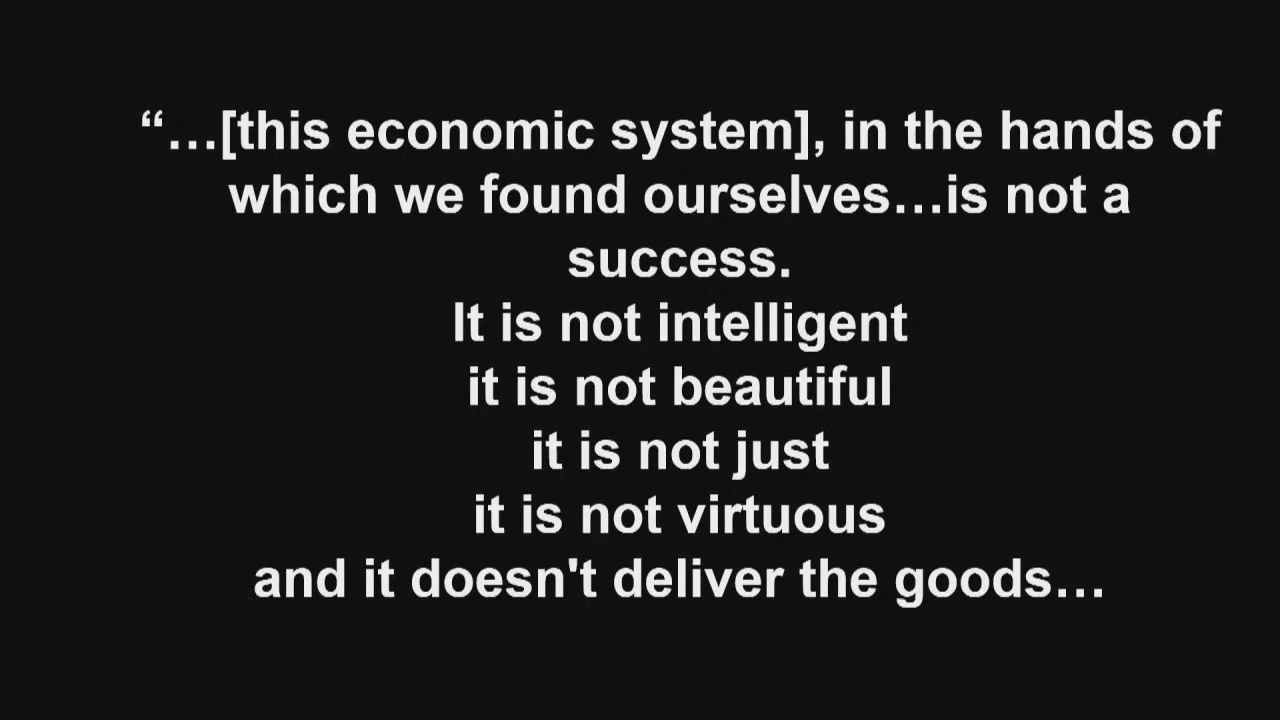 “…[this economic system], in the hands of
which we found ourselves…is not a
success.
It is not intelligent
it is not beautiful
it is not just
it is not virtuous
and it doesn't deliver the goods…